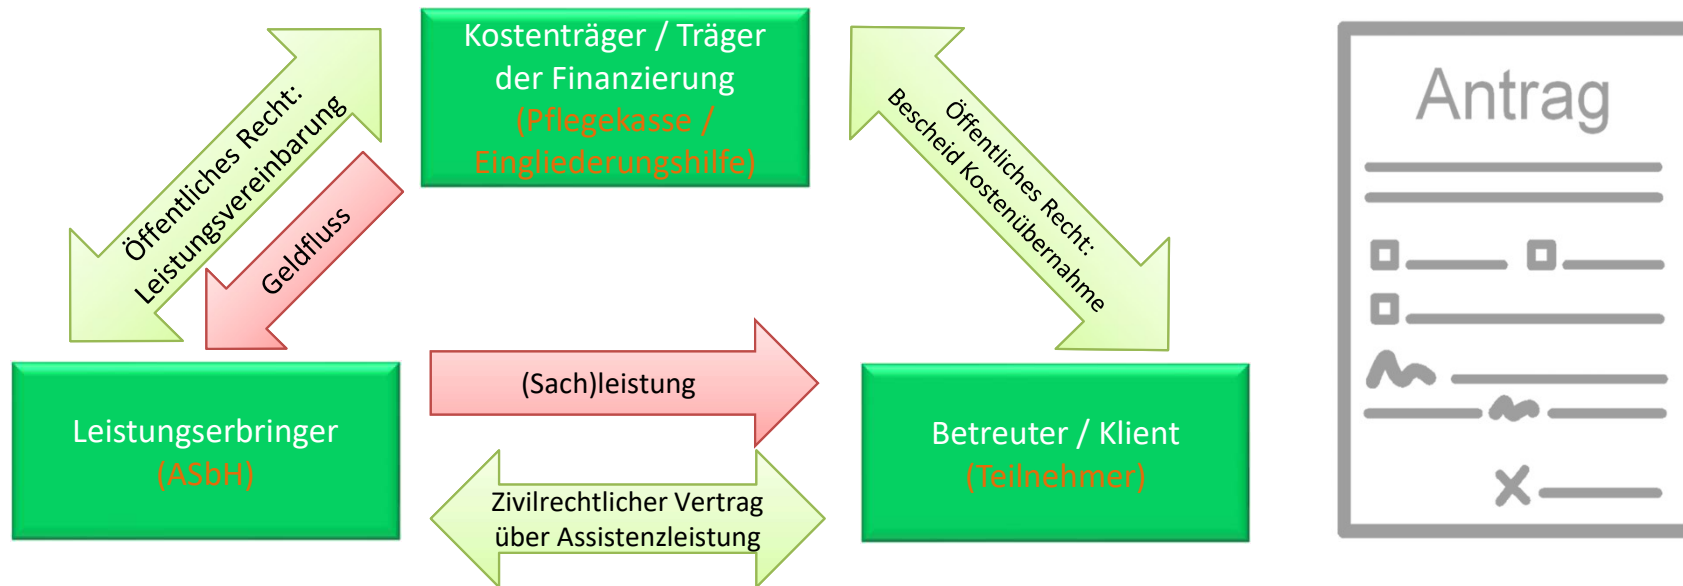 Kostenträger / Träger
der Finanzierung
(Pflegekasse /
Eingliederungshilfe)
Öffentliches Recht:
Leistungsvereinbarung
Geldfluss
Öffentliches Recht:
Bescheid Kostenübernahme
Antrag
Leistungserbringer
(ASbH)
(Sach)leistung
Betreuter / Klient
(Teilnehmer)
Zivilrechtlicher Vertrag
über Assistenzleistung